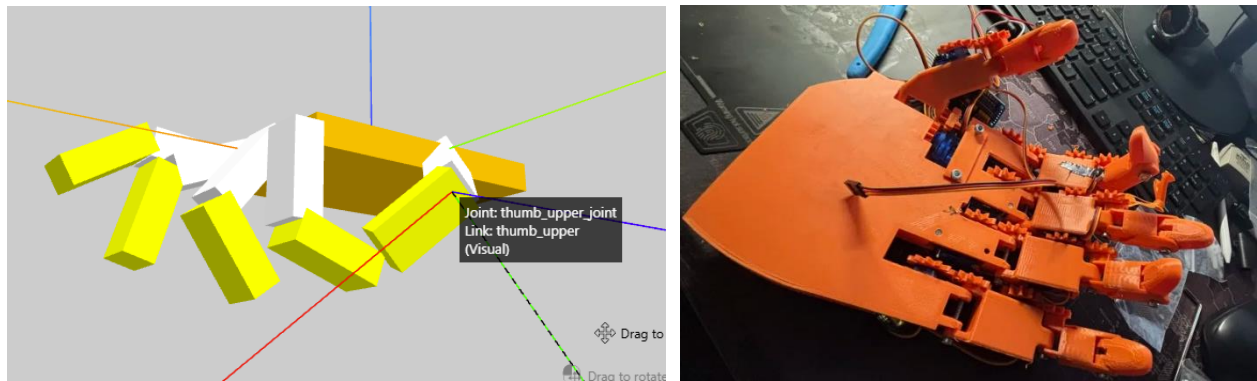 Joint: thumb_upper_joint
Link: thumb_upper
(Visual)
Drag to
Drag to rotate